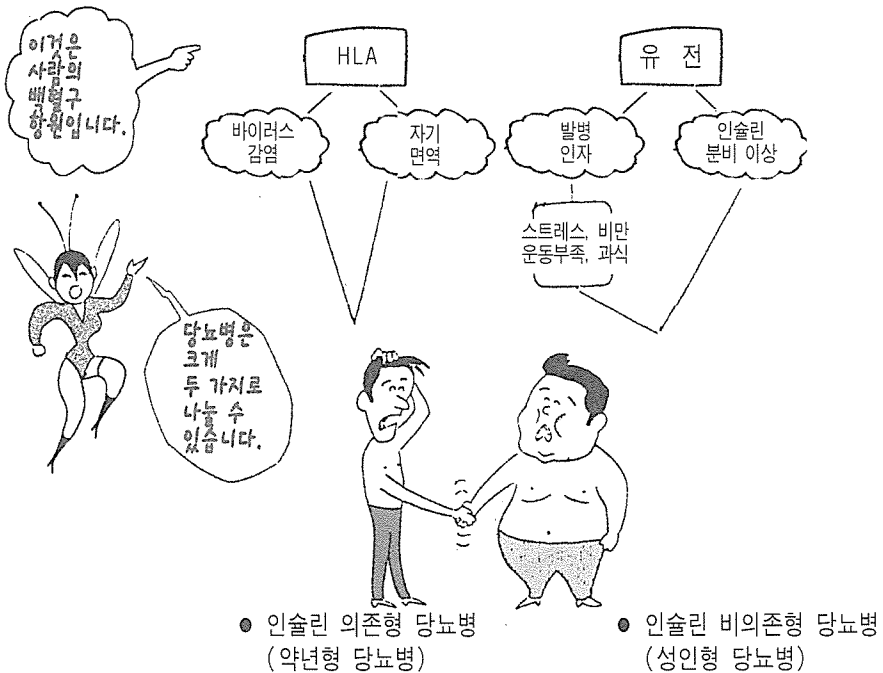 이것은
사람의
백혈구
항원입니다.
HLA
유 전
바이러스
감염
자기
면역
발병
인자
인슐린
분비 이상
스트레스, 비만
운동부족, 과식
당뇨병은
크게
두 가지로
나눌 수
있습니다.
● 인슐린 의존형 당뇨병
(약년형 당뇨병)
● 인슐린 비의존형 당뇨병
(성인형 당뇨병)